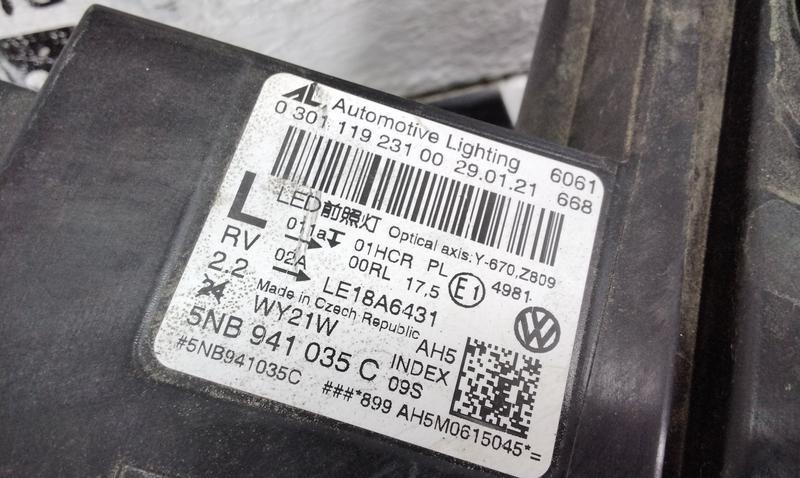 AL Automotive Lighting
0 301 119 231 00 29.01.21 6061
668
L LED前照灯 Optical axis:Y-670,Z809
RV 01HCR PL E1 4981
2.2 02A 00RL 17,5
LE18A6431
Made in Czech Republic
WY21W AH5
5NB 941 035 C INDEX
#5NB941035C 09S
###*899 AH5M0615045*=